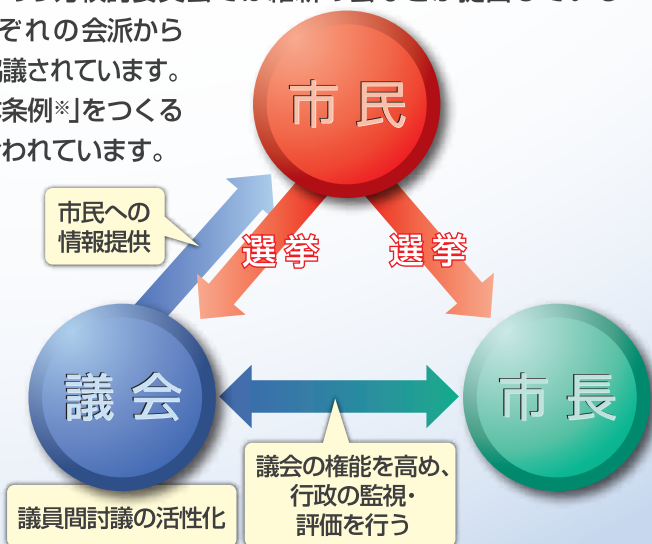 ぞれの会派から
協議されています。
条例※」をつくる
われています。
市民
市民への
情報提供
選挙
選挙
議会
市長
議会の権能を高め、
行政の監視・
評価を行う
議員間討議の活性化